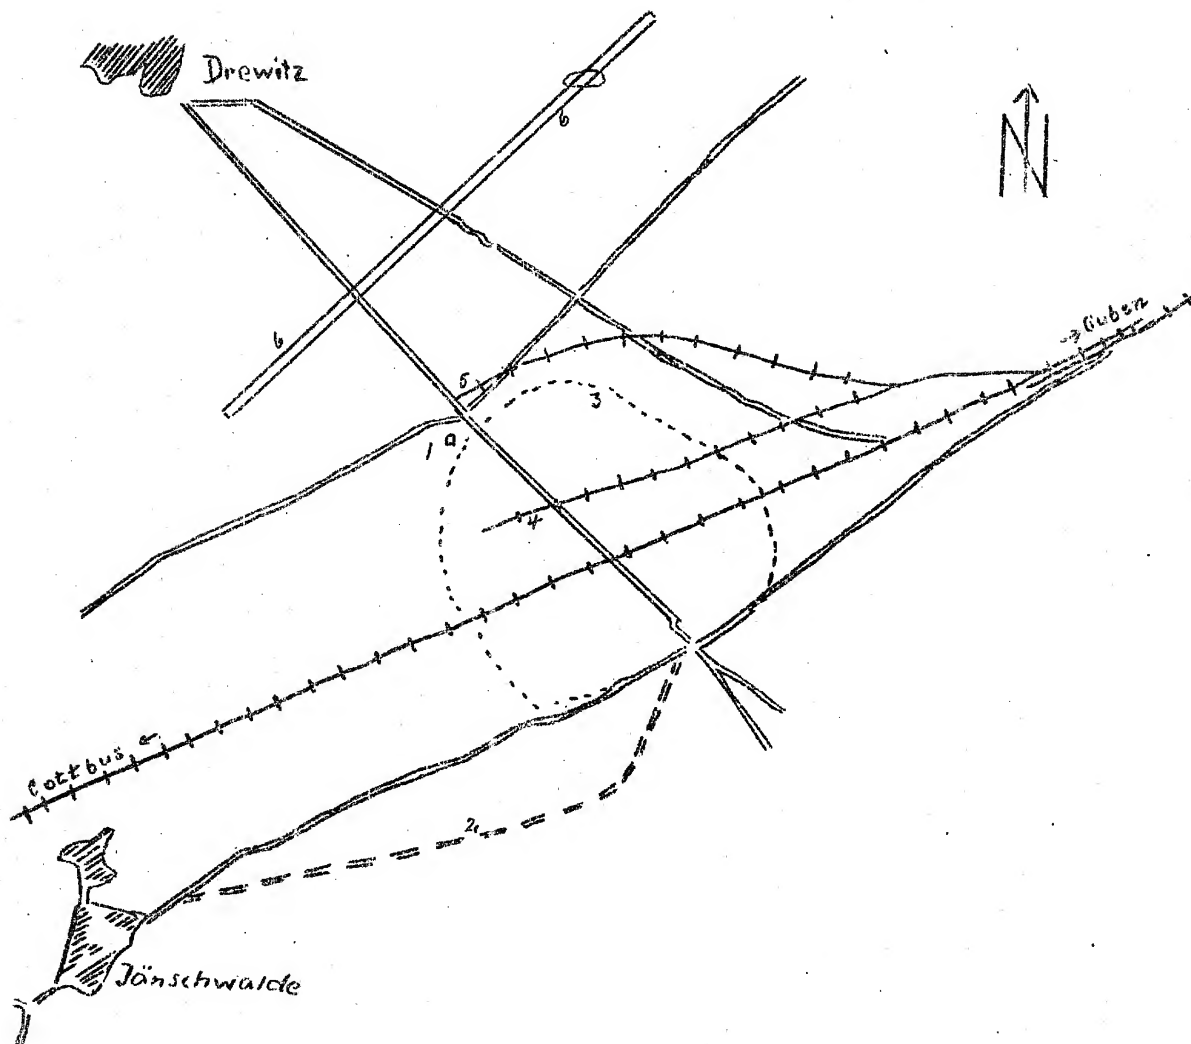 Drewitz
6
N
→ Guben
6
5
3
1 a
4
Cottbus ←
2.
Jänschwalde